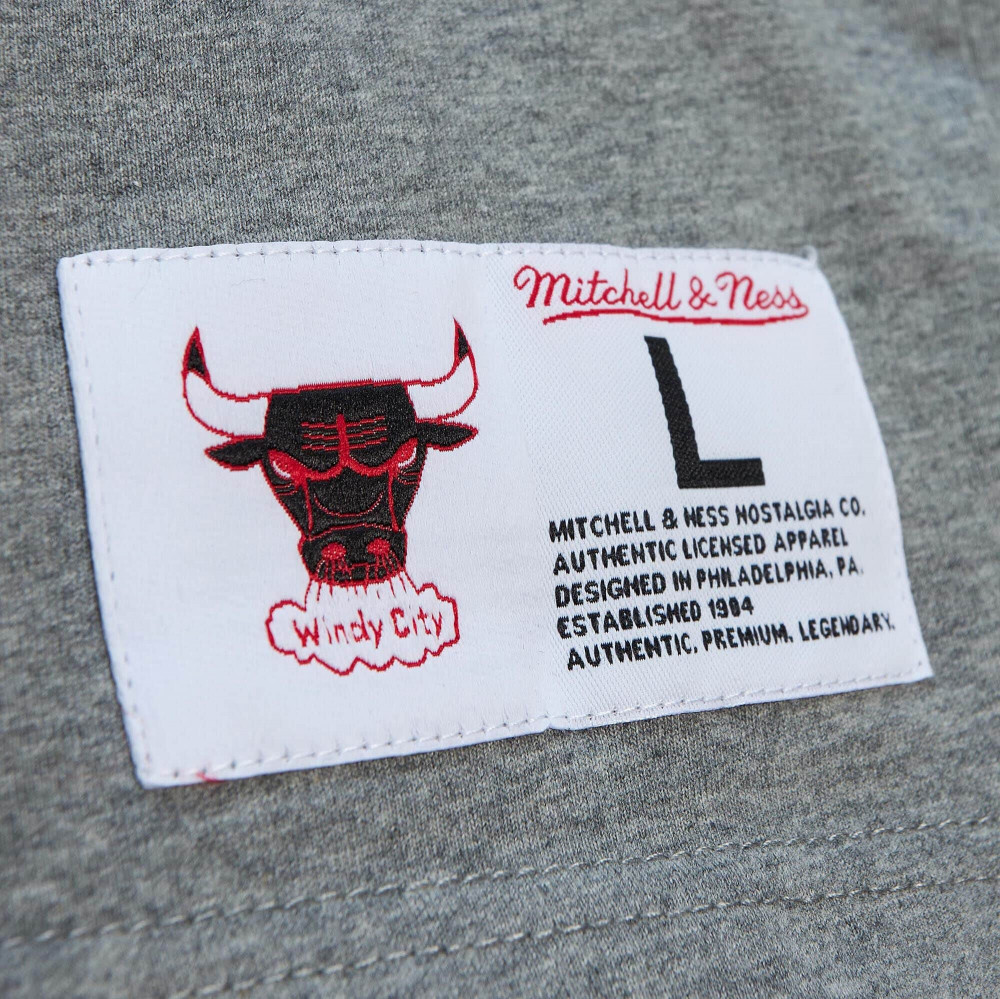 Windy City
Mitchell & Ness
L
MITCHELL & NESS NOSTALGIA CO.
AUTHENTIC LICENSED APPAREL
DESIGNED IN PHILADELPHIA, PA.
ESTABLISHED 1904
AUTHENTIC. PREMIUM. LEGENDARY.